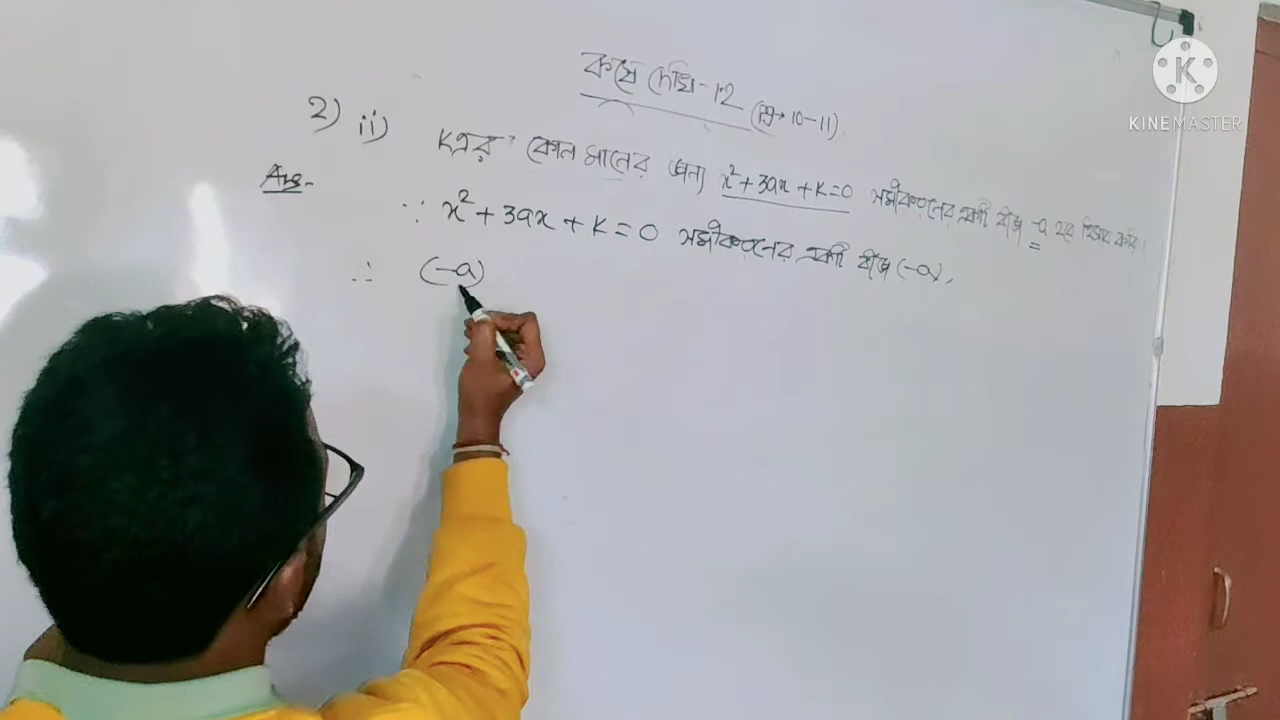 কষে দেখি-1.2 (Pg→10-11)
2) ii) K এর কোন মানের জন্য x²+3ax+K=0 সমীকরণের একটি বীজ -a হবে হিসাব করি।
Ans- ∵ x²+3ax+K=0 সমীকরণের একটি বীজ (-a),
∴ (-a)
K
KINEMASTER